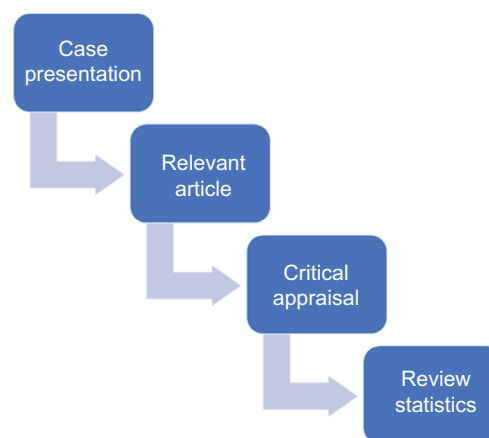 Case
presentation
Relevant
article
Critical
appraisal
Review
statistics